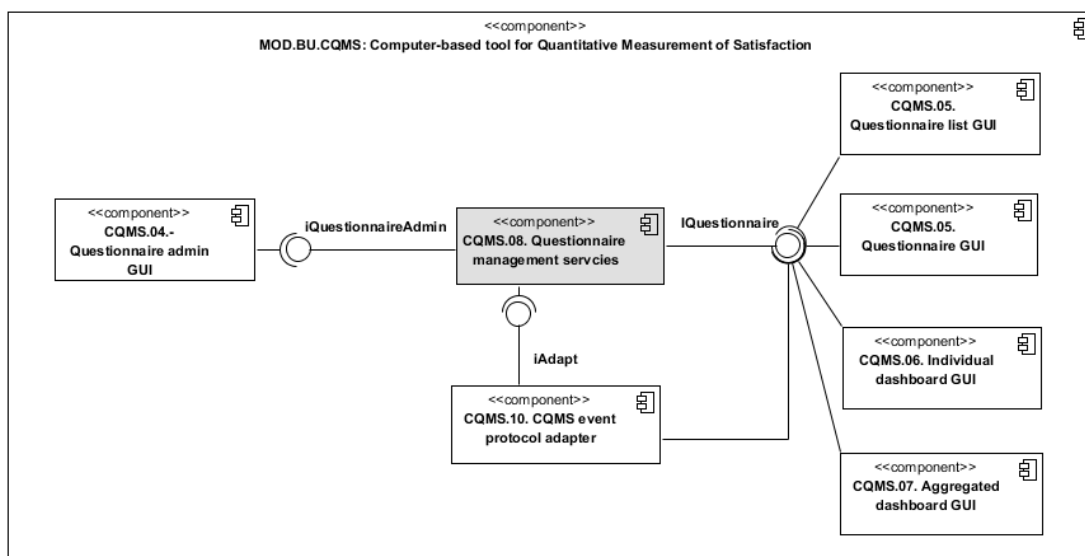 <<component>>
MOD.BU.CQMS: Computer-based tool for Quantitative Measurement of Satisfaction
<<component>>
CQMS.05.
Questionnaire list GUI
<<component>>
CQMS.04.-
Questionnaire admin
GUI
iQuestionnaireAdmin
<<component>>
CQMS.08. Questionnaire
management servcies
IQuestionnaire
<<component>>
CQMS.05.
Questionnaire GUI
iAdapt
<<component>>
CQMS.10. CQMS event
protocol adapter
<<component>>
CQMS.06. Individual
dashboard GUI
<<component>>
CQMS.07. Aggregated
dashboard GUI